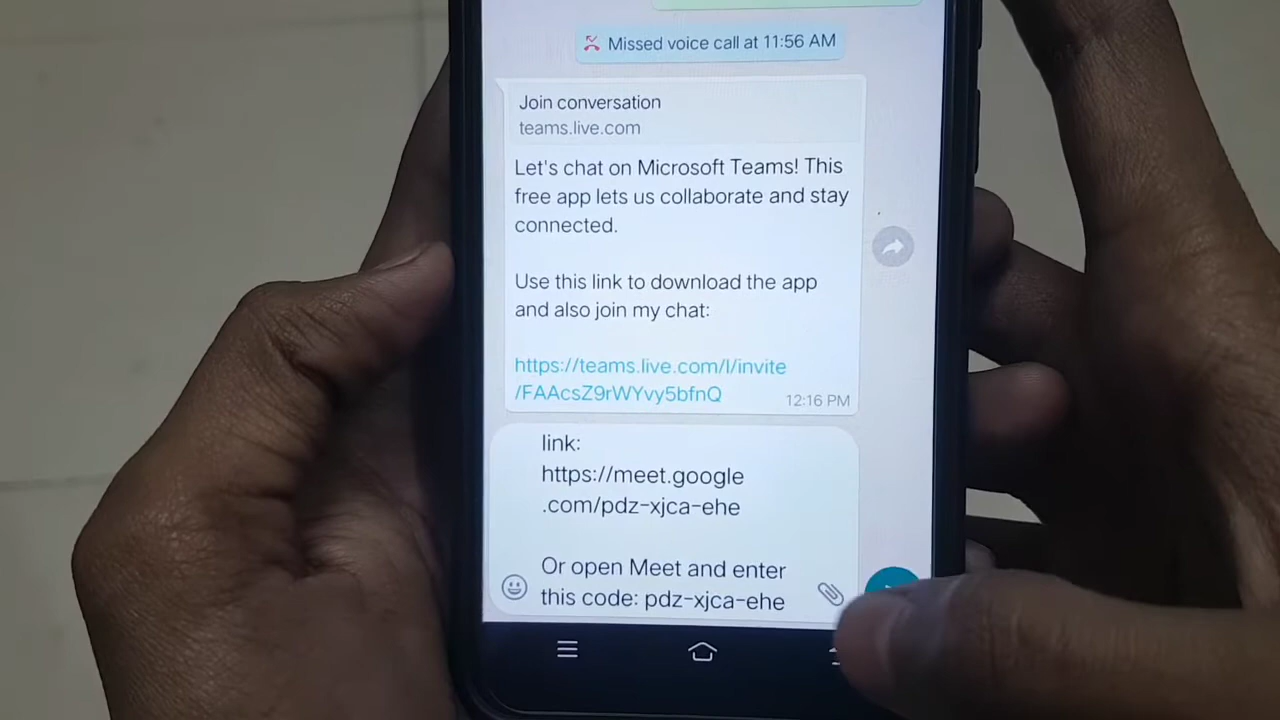 Missed voice call at 11:56 AM
Join conversation
teams.live.com
Let's chat on Microsoft Teams! This
free app lets us collaborate and stay
connected.
Use this link to download the app
and also join my chat:
https://teams.live.com/l/invite
/FAAcsZ9rWYvy5bfnQ
12:16 PM
link:
https://meet.google
.com/pdz-xjca-ehe
Or open Meet and enter
this code: pdz-xjca-ehe